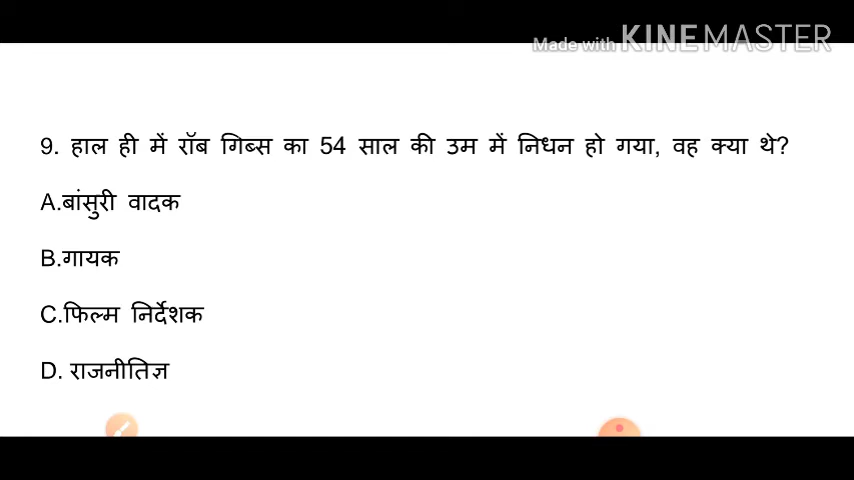 Made with KINEMASTER
9. हाल ही में रॉब गिब्स का 54 साल की उम में निधन हो गया, वह क्या थे?
A.बांसुरी वादक
B.गायक
C.फिल्म निर्देशक
D. राजनीतिज्ञ